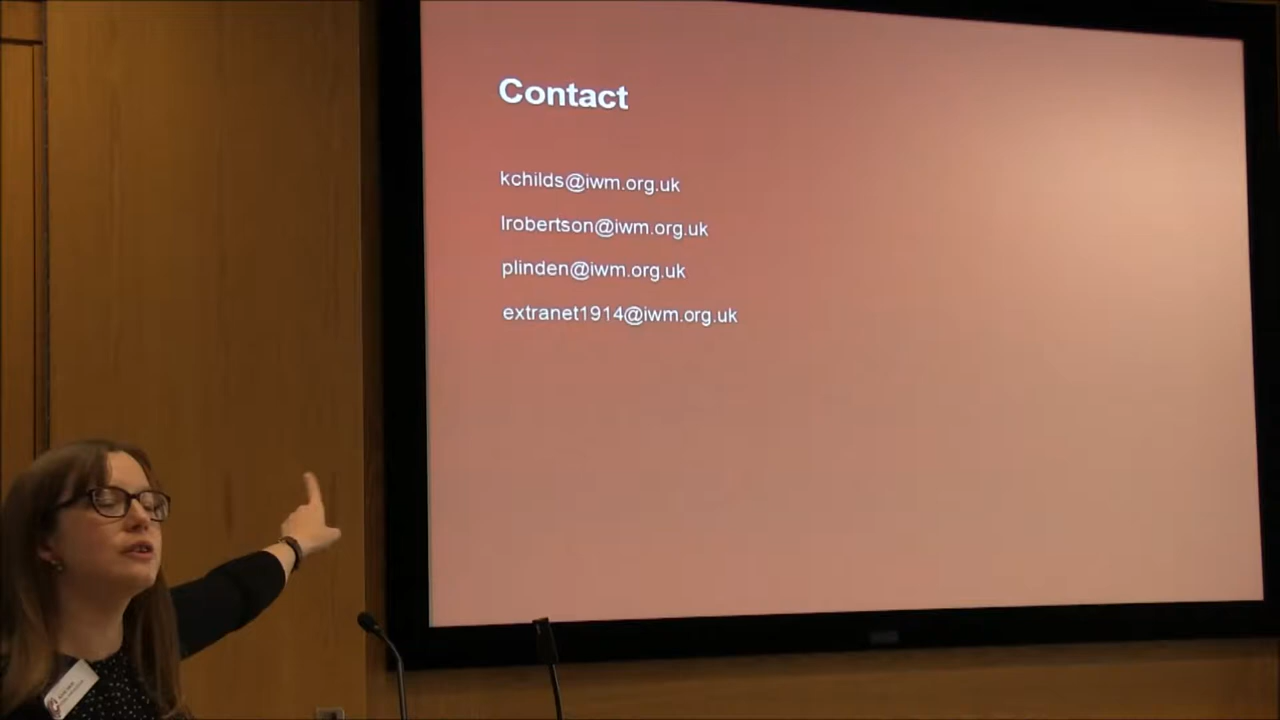 Contact
kchilds@iwm.org.uk
lrobertson@iwm.org.uk
plinden@iwm.org.uk
extranet1914@iwm.org.uk